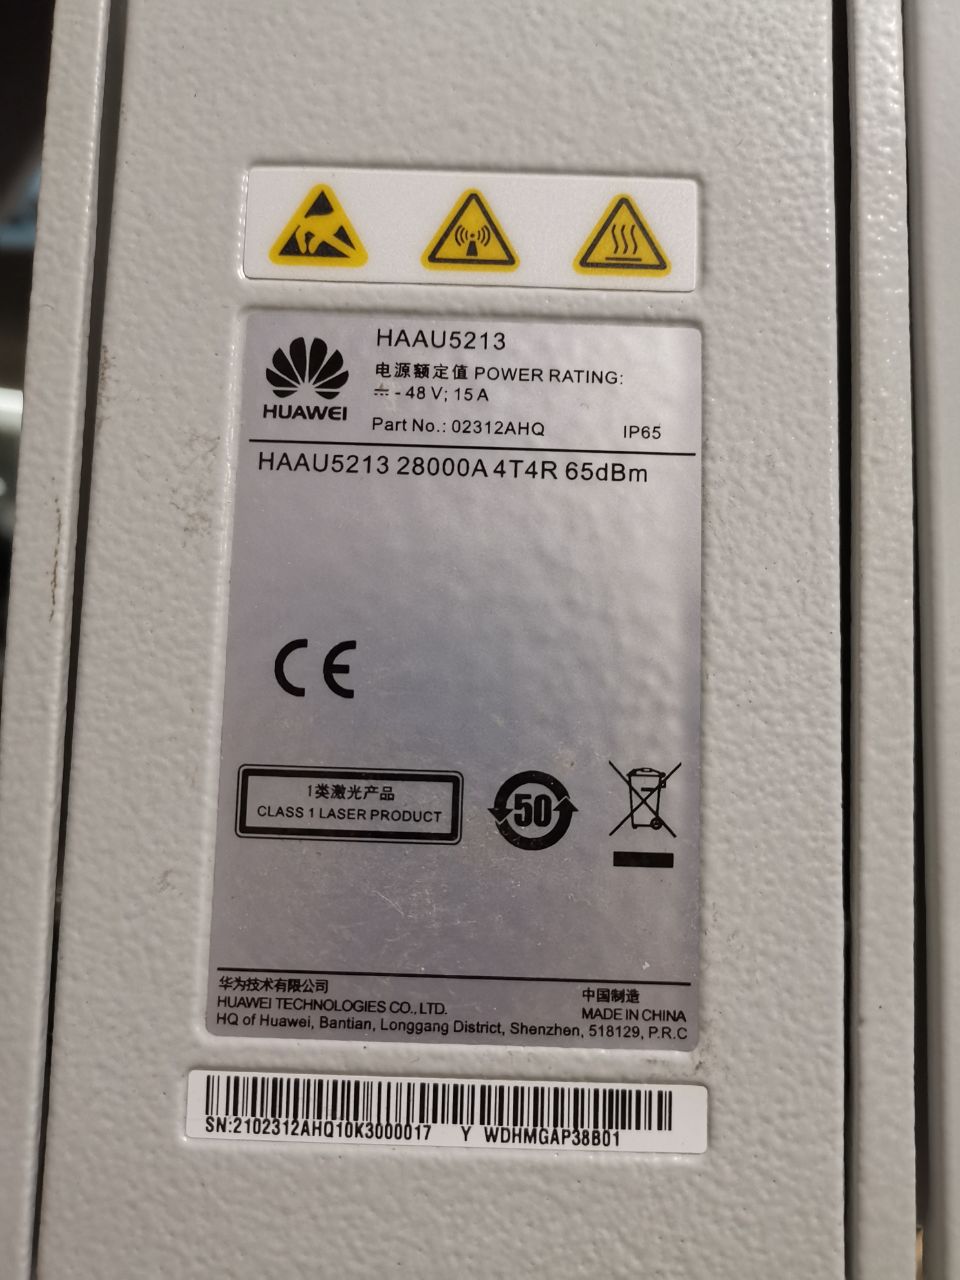 HUAWEI
HAAU5213
电源额定值 POWER RATING:
⎓ - 48 V; 15 A
Part No.: 02312AHQ IP65
HAAU5213 28000A 4T4R 65dBm
CE
1类激光产品
CLASS 1 LASER PRODUCT
50
华为技术有限公司 中国制造
HUAWEI TECHNOLOGIES CO., LTD. MADE IN CHINA
HQ of Huawei, Bantian, Longgang District, Shenzhen, 518129, P.R.C
SN:2102312AHQ10K3000017 Y WDHMGAP38B01